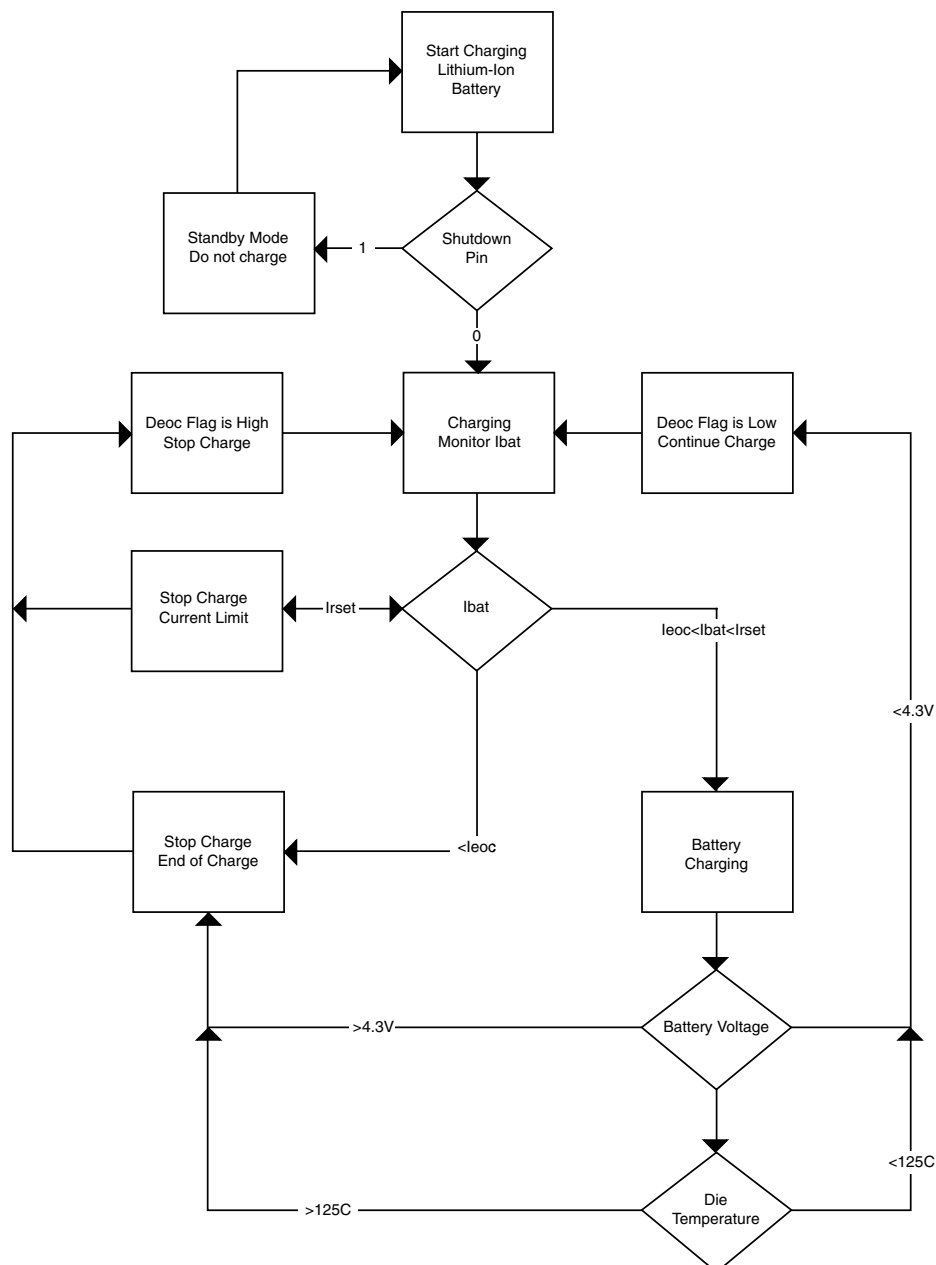 Start Charging
Lithium-Ion
Battery
Standby Mode
Do not charge
1
Shutdown
Pin
0
Deoc Flag is High
Stop Charge
Charging
Monitor Ibat
Deoc Flag is Low
Continue Charge
Stop Charge
Current Limit
Irset
Ibat
Ieoc<Ibat<Irset
<4.3V
Stop Charge
End of Charge
<Ieoc
Battery
Charging
>4.3V
Battery Voltage
<125C
>125C
Die
Temperature